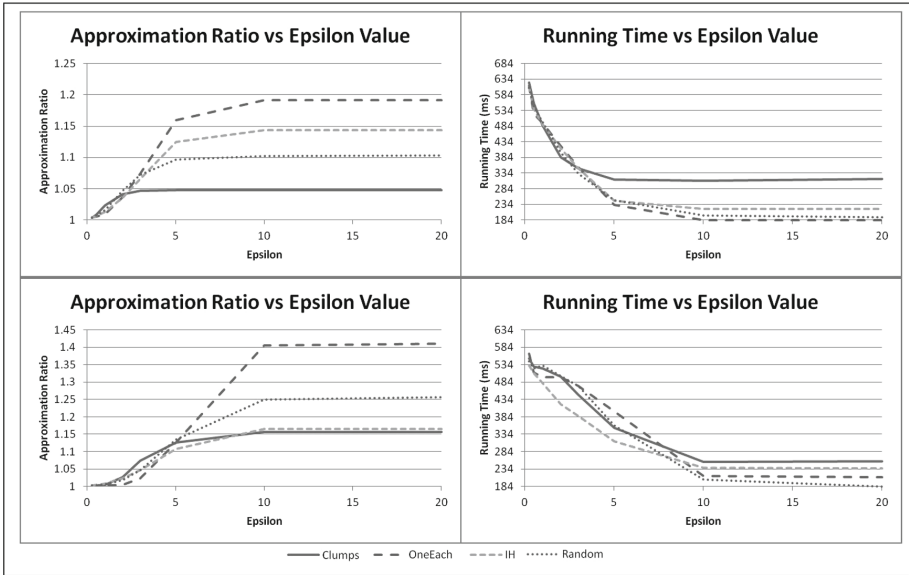 Approximation Ratio vs Epsilon Value
1.25
1.2
1.15
1.1
1.05
1
Approximation Ratio
0 5 10 15 20
Epsilon
Running Time vs Epsilon Value
684
634
584
534
484
434
384
334
284
234
184
Running Time (ms)
0 5 10 15 20
Epsilon
Approximation Ratio vs Epsilon Value
1.45
1.4
1.35
1.3
1.25
1.2
1.15
1.1
1.05
1
Approximation Ratio
0 5 10 15 20
Epsilon
Running Time vs Epsilon Value
634
584
534
484
434
384
334
284
234
184
Running Time (ms)
0 5 10 15 20
Epsilon
Clumps OneEach IH Random